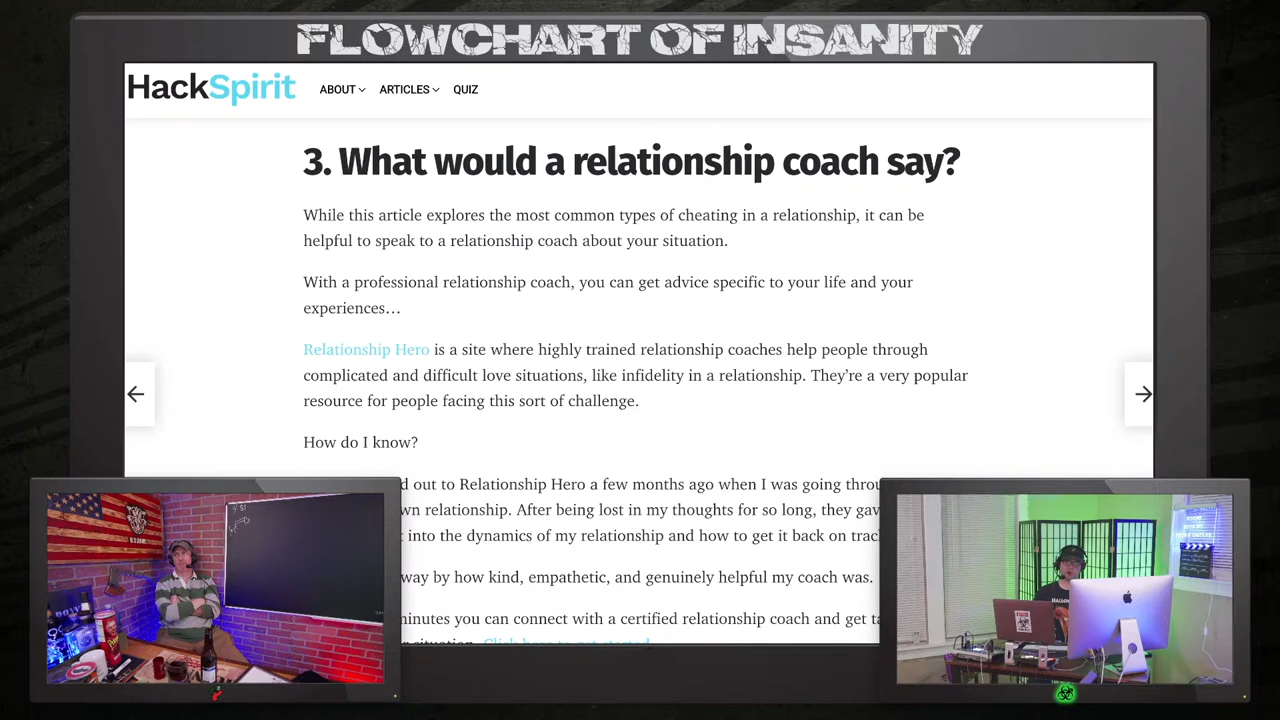 FLOWCHART OF INSANITY
HackSpirit ABOUT ARTICLES QUIZ
3. What would a relationship coach say?
While this article explores the most common types of cheating in a relationship, it can be
helpful to speak to a relationship coach about your situation.
With a professional relationship coach, you can get advice specific to your life and your
experiences…
Relationship Hero is a site where highly trained relationship coaches help people through
complicated and difficult love situations, like infidelity in a relationship. They’re a very popular
resource for people facing this sort of challenge.
How do I know?
out to Relationship Hero a few months ago when I was going
relationship. After being lost in my thoughts for so long, they
into the dynamics of my relationship and how to get it back on
by how kind, empathetic, and genuinely helpful my coach was.
minutes you can connect with a certified relationship coach and get
situation. Click here to get started